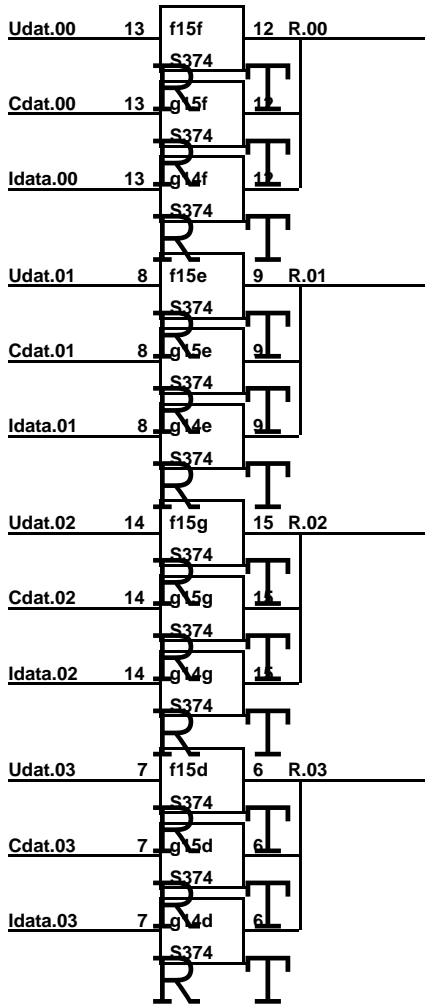 Udat.00 13 f15f 12 R.00
S374
R T
Cdat.00 13 g15f 12
S374
R T
Idata.00 13 g14f 12
S374
R T
Udat.01 8 f15e 9 R.01
S374
R T
Cdat.01 8 g15e 9
S374
R T
Idata.01 8 g14e 9
S374
R T
Udat.02 14 f15g 15 R.02
S374
R T
Cdat.02 14 g15g 15
S374
R T
Idata.02 14 g14g 15
S374
R T
Udat.03 7 f15d 6 R.03
S374
R T
Cdat.03 7 g15d 6
S374
R T
Idata.03 7 g14d 6
S374
R T